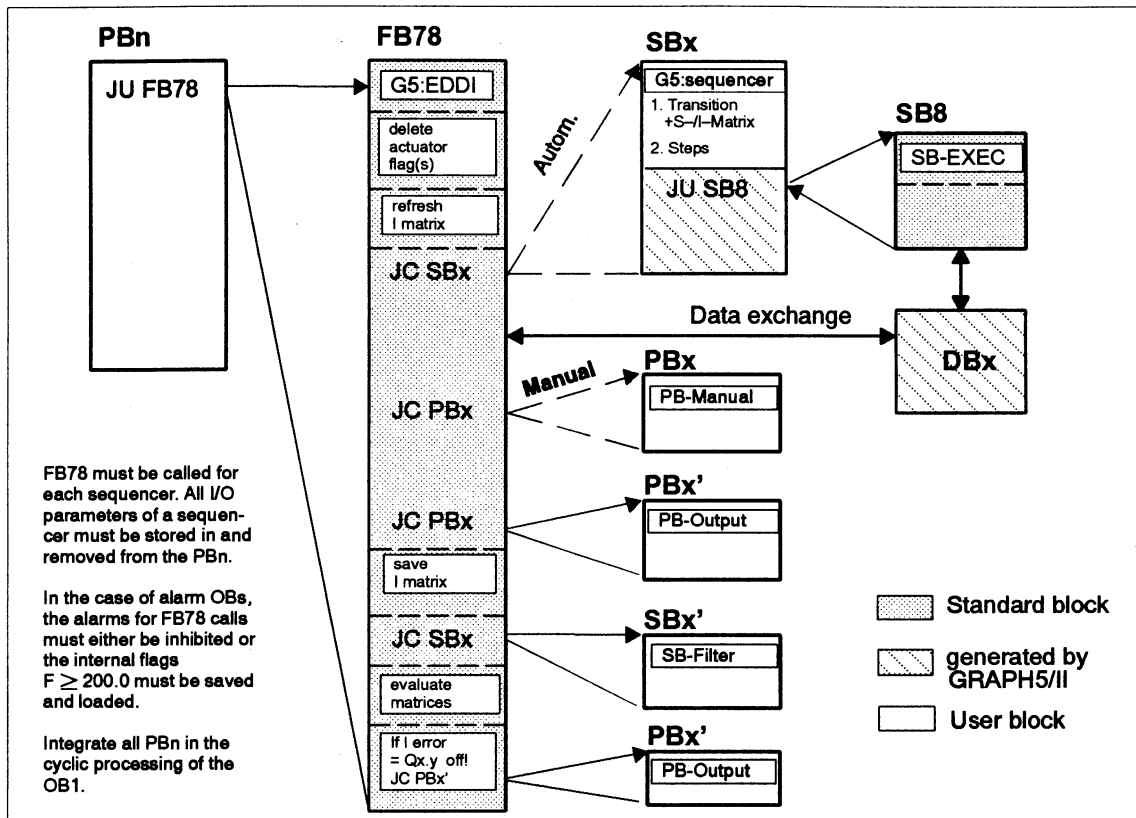 PBn
JU FB78
FB78
G5:EDDI
delete
actuator
flag(s)
refresh
I matrix
JC SBx
JC PBx
JC PBx
save
I matrix
JC SBx
evaluate
matrices
If I error
= Qx.y off!
JC PBx'
Autom.
SBx
G5:sequencer
1. Transition
+S–/I–Matrix
2. Steps
JU SB8
SB8
SB-EXEC
Data exchange
DBx
Manual
PBx
PB-Manual
PBx'
PB-Output
SBx'
SB-Filter
PBx'
PB-Output
FB78 must be called for
each sequencer. All I/O
parameters of a sequen-
cer must be stored in and
removed from the PBn.
In the case of alarm OBs,
the alarms for FB78 calls
must either be inhibited or
the internal flags
F ≥ 200.0 must be saved
and loaded.
Integrate all PBn in the
cyclic processing of the
OB1.
Standard block
generated by
GRAPH5/II
User block